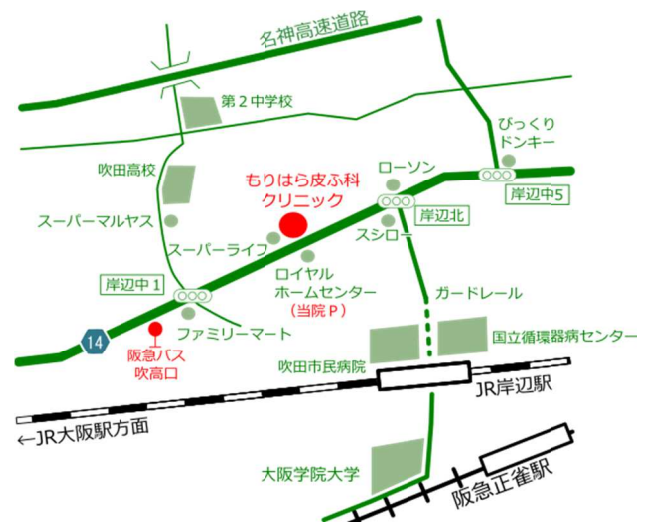 名神高速道路
第２中学校
びっくり
ドンキー
吹田高校
もりはら皮ふ科
クリニック
ローソン
岸辺中5
スーパーマルヤス
岸辺北
スシロー
スーパーライフ
ロイヤル
ホームセンター
（当院Ｐ）
岸辺中１
ガードレール
14
ファミリーマート
阪急バス
吹高口
国立循環器病センター
吹田市民病院
JR岸辺駅
←JR大阪駅方面
大阪学院大学
阪急正雀駅